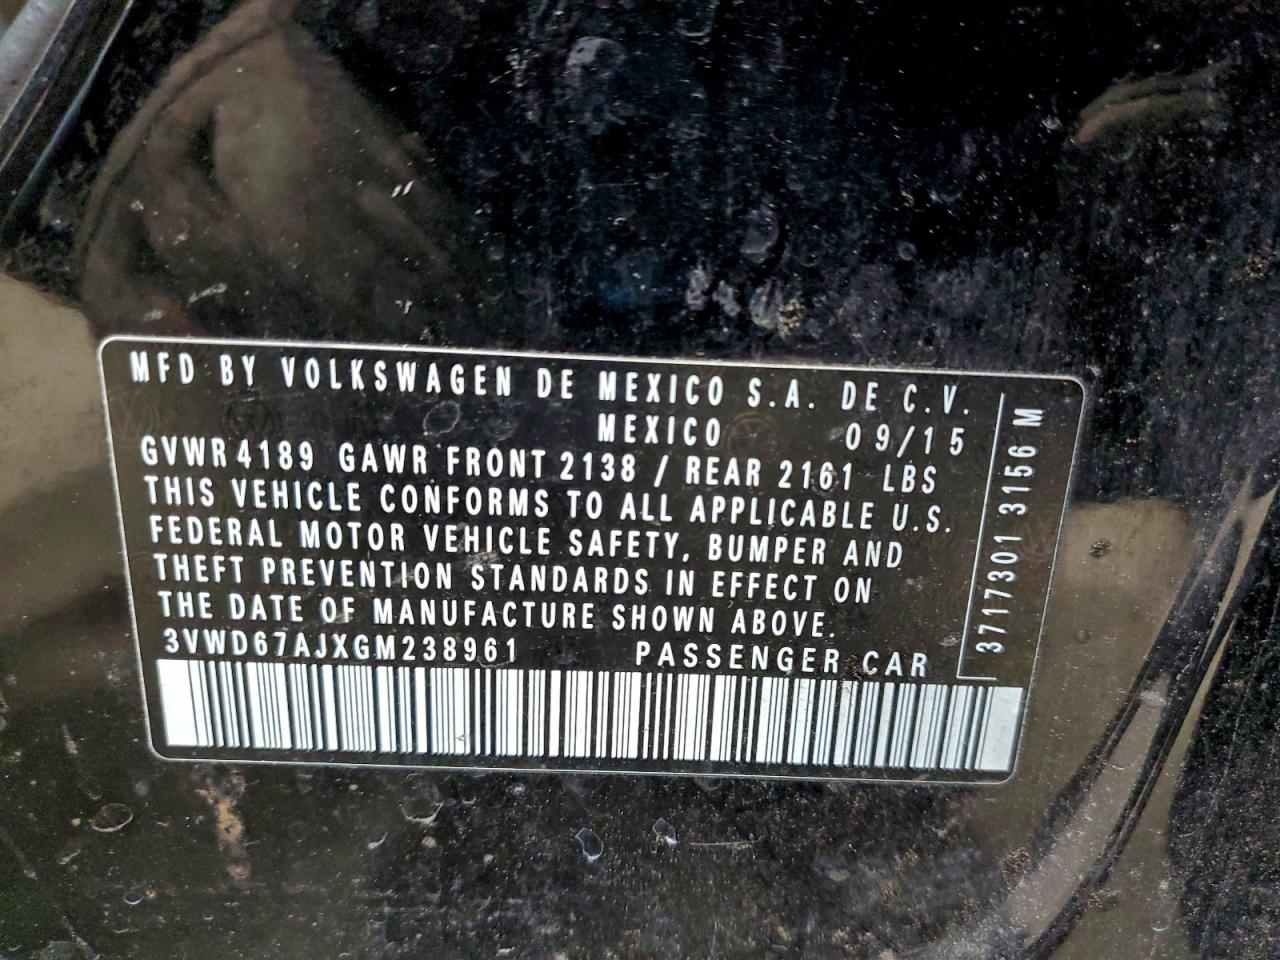 MFD BY VOLKSWAGEN DE MEXICO S.A. DE C.V.
MEXICO 09/15
GVWR 4189 GAWR FRONT 2138 / REAR 2161 LBS
THIS VEHICLE CONFORMS TO ALL APPLICABLE U.S.
FEDERAL MOTOR VEHICLE SAFETY, BUMPER AND
THEFT PREVENTION STANDARDS IN EFFECT ON
THE DATE OF MANUFACTURE SHOWN ABOVE.
3VWD67AJXGM238961 PASSENGER CAR
3717301 3156 M